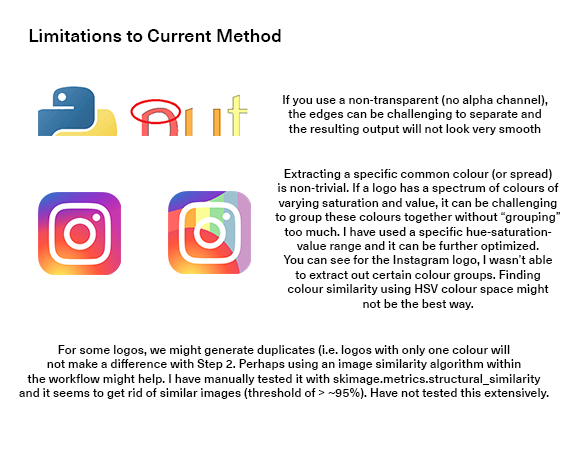 Limitations to Current Method
If you use a non-transparent (no alpha channel),
the edges can be challenging to separate and
the resulting output will not look very smooth
put
Extracting a specific common colour (or spread)
is non-trivial. If a logo has a spectrum of colours of
varying saturation and value, it can be challenging
to group these colours together without “grouping”
too much. I have used a specific hue-saturation-
value range and it can be further optimized.
You can see for the Instagram logo, I wasn’t able
to extract out certain colour groups. Finding
colour similarity using HSV colour space might
not be the best way.
For some logos, we might generate duplicates (i.e. logos with only one colour will
not make a difference with Step 2. Perhaps using an image similarity algorithm within
the workflow might help. I have manually tested it with skimage.metrics.structural_similarity
and it seems to get rid of similar images (threshold of > ~95%). Have not tested this extensively.